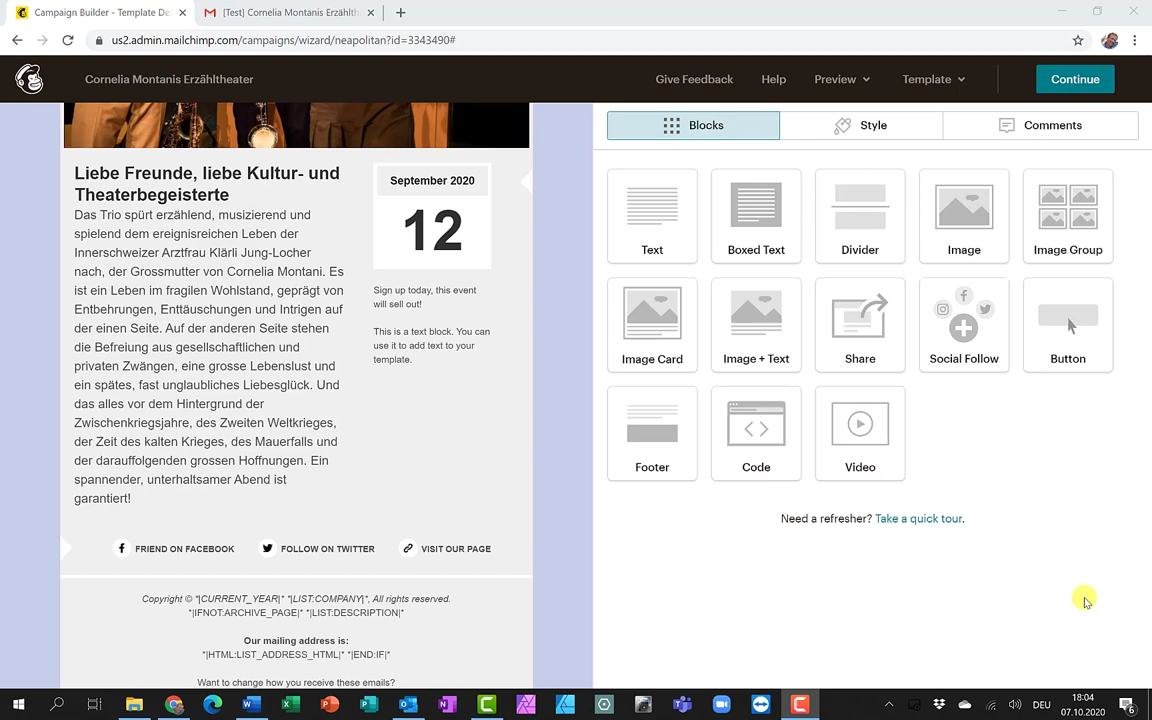 Campaign Builder - Template De
[Test] Cornelia Montanis Erzählth
us2.admin.mailchimp.com/campaigns/wizard/neapolitan?id=3343490#
Cornelia Montanis Erzähltheater
Give Feedback
Help
Preview
Template
Continue
Blocks
Style
Comments
Liebe Freunde, liebe Kultur- und
Theaterbegeisterte
Das Trio spürt erzählend, musizierend und
spielend dem ereignisreichen Leben der
Innerschweizer Arztfrau Klärli Jung-Locher
nach, der Grossmutter von Cornelia Montani. Es
ist ein Leben im fragilen Wohlstand, geprägt von
Entbehrungen, Enttäuschungen und Intrigen auf
der einen Seite. Auf der anderen Seite stehen
die Befreiung aus gesellschaftlichen und
privaten Zwängen, eine grosse Lebenslust und
ein spätes, fast unglaubliches Liebesglück. Und
das alles vor dem Hintergrund der
Zwischenkriegsjahre, des Zweiten Weltkrieges,
der Zeit des kalten Krieges, des Mauerfalls und
der darauffolgenden grossen Hoffnungen. Ein
spannender, unterhaltsamer Abend ist
garantiert!
September 2020
12
Sign up today, this event
will sell out!
This is a text block. You can
use it to add text to your
template.
FRIEND ON FACEBOOK
FOLLOW ON TWITTER
VISIT OUR PAGE
Copyright © *|CURRENT_YEAR|* *|LIST:COMPANY|*, All rights reserved.
*|IFNOT:ARCHIVE_PAGE|* *|LIST:DESCRIPTION|*
Our mailing address is:
*|HTML:LIST_ADDRESS_HTML|* *|END:IF|*
Want to change how you receive these emails?
Text
Boxed Text
Divider
Image
Image Group
Image Card
Image + Text
Share
Social Follow
Button
Footer
Code
Video
Need a refresher? Take a quick tour.
DEU
18:04
07.10.2020
6